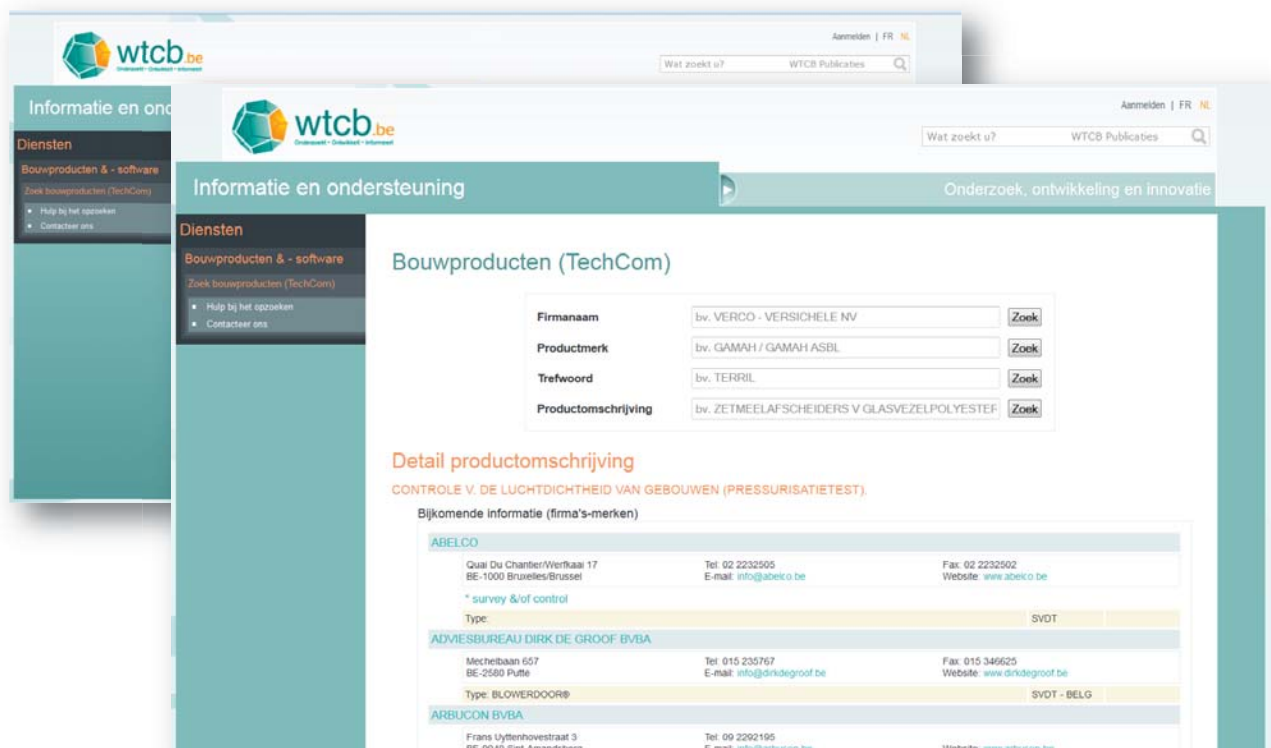 wtcb.be
Onderzoekt - Ontwikkelt - Informeert
Aanmelden | FR NL
Wat zoekt u? WTCB Publicaties
Informatie en ond
Diensten
Bouwproducten & - software
Zoek bouwproducten (TechCom)
Hulp bij het opzoeken
Contacteer ons
wtcb.be
Onderzoekt - Ontwikkelt - Informeert
Aanmelden | FR NL
Wat zoekt u? WTCB Publicaties
Informatie en ondersteuning
Onderzoek, ontwikkeling en innovatie
Diensten
Bouwproducten & - software
Zoek bouwproducten (TechCom)
Hulp bij het opzoeken
Contacteer ons
Bouwproducten (TechCom)
Firmanaam bv. VERCO - VERSICHELE NV Zoek
Productmerk bv. GAMAH / GAMAH ASBL Zoek
Trefwoord bv. TERRIL Zoek
Productomschrijving bv. ZETMEELAFSCHEIDERS V GLASVEZELPOLYESTER Zoek
Detail productomschrijving
CONTROLE V. DE LUCHTDICHTHEID VAN GEBOUWEN (PRESSURISATIETEST).
Bijkomende informatie (firma's-merken)
ABELCO
Quai Du Chantier/Werfkaai 17 Tel: 02 2232505 Fax: 02 2232502
BE-1000 Bruxelles/Brussel E-mail: info@abelco.be Website: www.abelco.be
* survey &/of control
Type: SVDT
ADVIESBUREAU DIRK DE GROOF BVBA
Mechelbaan 657 Tel: 015 235767 Fax: 015 346625
BE-2580 Putte E-mail: info@dirkdegroof.be Website: www.dirkdegroof.be
Type: BLOWERDOOR® SVDT - BELG
ARBUCON BVBA
Frans Uyttenhovestraat 3 Tel: 09 2292195